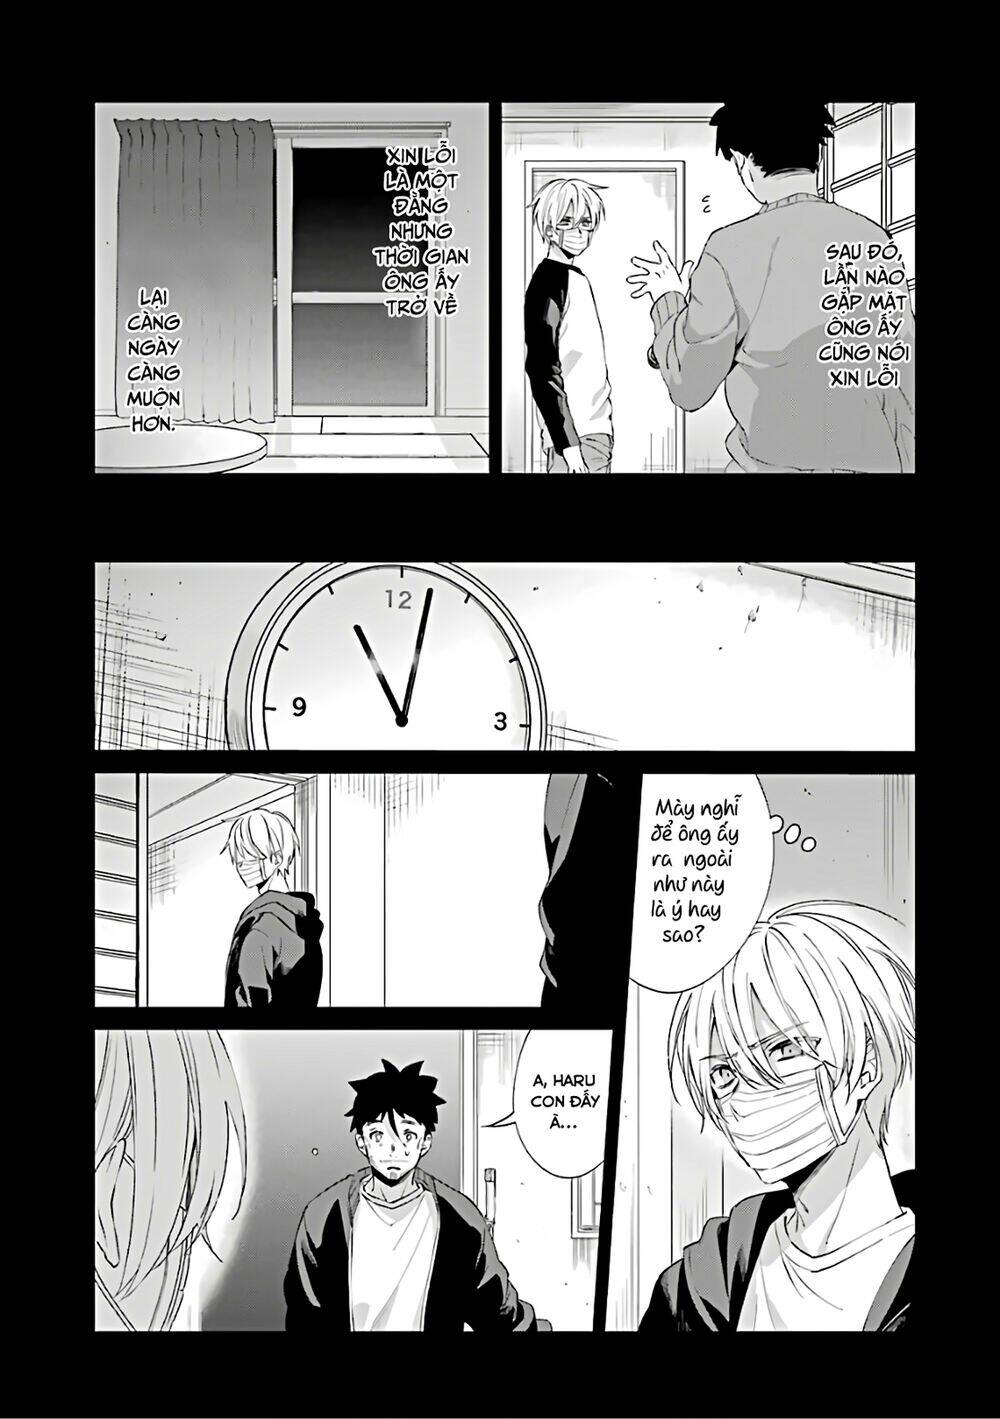 SAU ĐÓ,
LẦN NÀO
GẶP MẶT
ÔNG ẤY
CŨNG NÓI
XIN LỖI
XIN LỖI
LÀ MỘT
ĐẰNG
NHƯNG
THỜI GIAN
ÔNG ẤY
TRỞ VỀ
LẠI
CÀNG
NGÀY
CÀNG
MUỘN
HƠN.
12
9
3
Mày nghĩ
để ông ấy
ra ngoài
như này
là ý hay
sao?
A, HARU
CON ĐẤY
À...